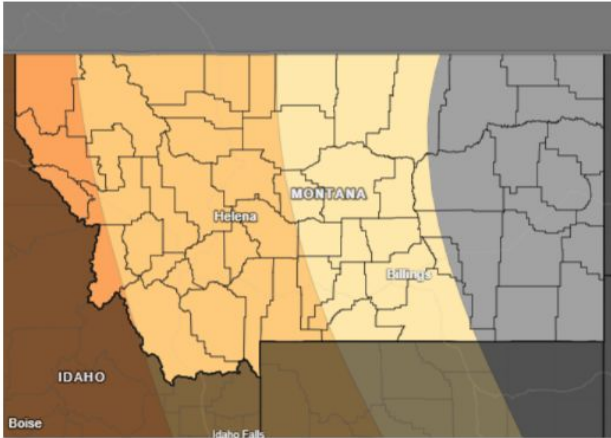 MONTANA
Helena
Billings
IDAHO
Boise
Idaho Falls